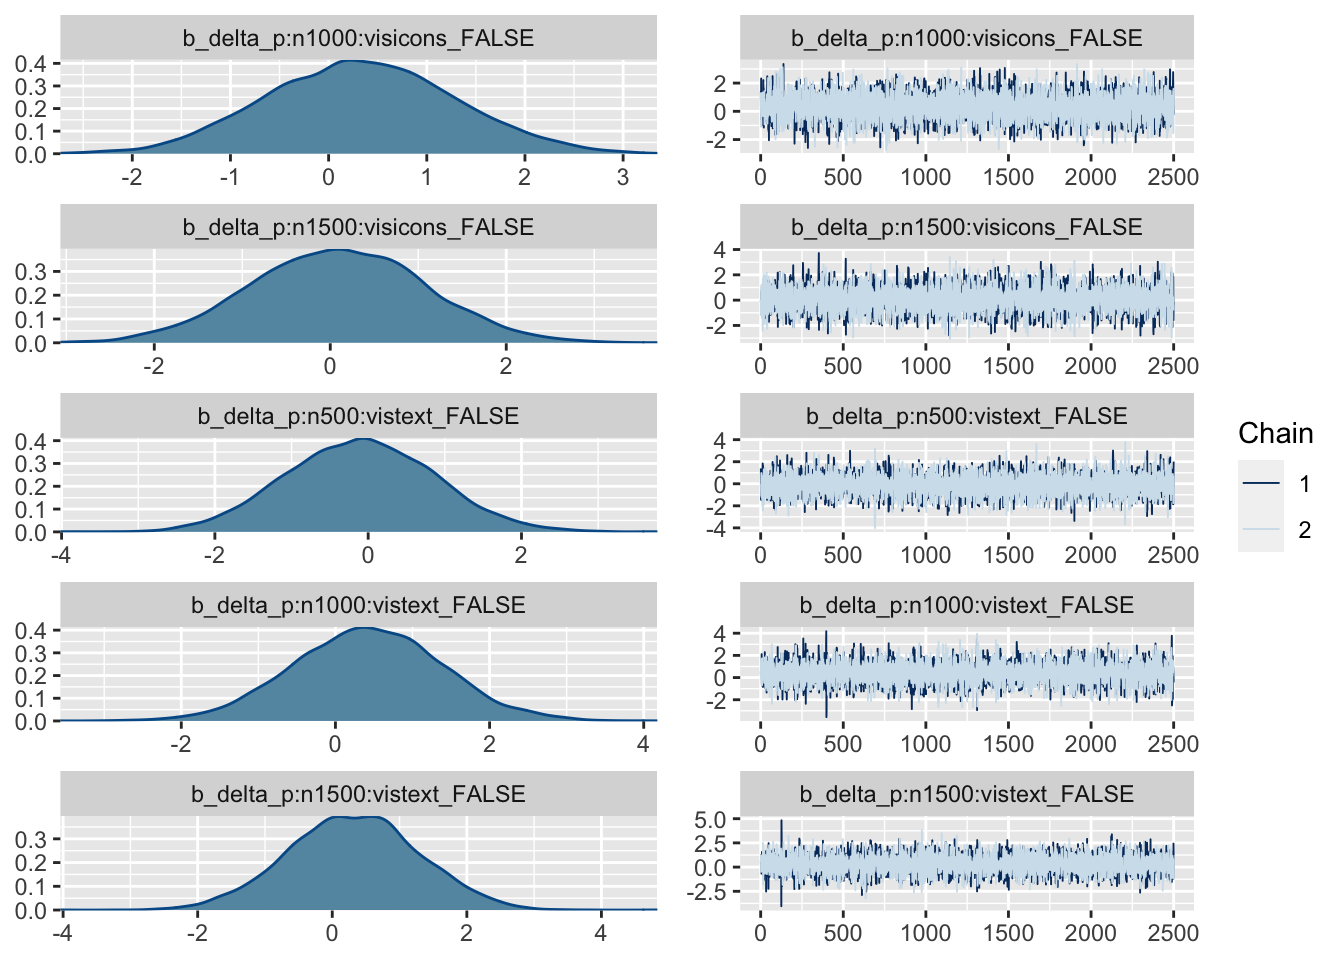 b_delta_p:n1000:visicons_FALSE
0.4
0.3
0.2
0.1
0.0
-2 -1 0 1 2 3
b_delta_p:n1000:visicons_FALSE
2
0
-2
0 500 1000 1500 2000 2500
b_delta_p:n1500:visicons_FALSE
0.3
0.2
0.1
0.0
-2 0 2
b_delta_p:n1500:visicons_FALSE
4
2
0
-2
0 500 1000 1500 2000 2500
b_delta_p:n500:vistext_FALSE
0.4
0.3
0.2
0.1
0.0
-4 -2 0 2
b_delta_p:n500:vistext_FALSE
4
2
0
-2
-4
0 500 1000 1500 2000 2500
b_delta_p:n1000:vistext_FALSE
0.4
0.3
0.2
0.1
0.0
-2 0 2 4
b_delta_p:n1000:vistext_FALSE
4
2
0
-2
0 500 1000 1500 2000 2500
b_delta_p:n1500:vistext_FALSE
0.3
0.2
0.1
0.0
-4 -2 0 2 4
b_delta_p:n1500:vistext_FALSE
5.0
2.5
0.0
-2.5
0 500 1000 1500 2000 2500
Chain
1
2